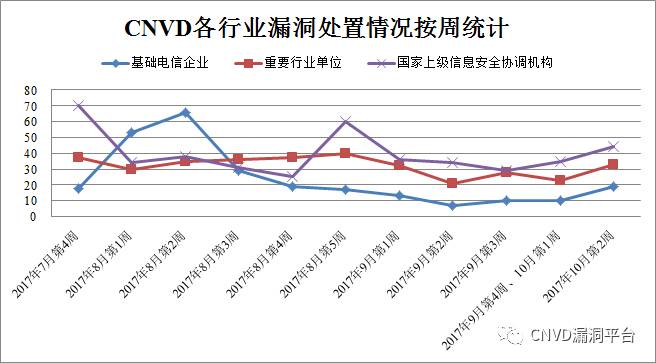 CNVD各行业漏洞处置情况按周统计
基础电信企业 重要行业单位 国家上级信息安全协调机构
80
70
60
50
40
30
20
10
0
2017年7月第4周
2017年8月第1周
2017年8月第2周
2017年8月第3周
2017年8月第4周
2017年8月第5周
2017年9月第1周
2017年9月第2周
2017年9月第3周
2017年9月第4周、10月第1周
2017年10月第2周
CNVD漏洞平台